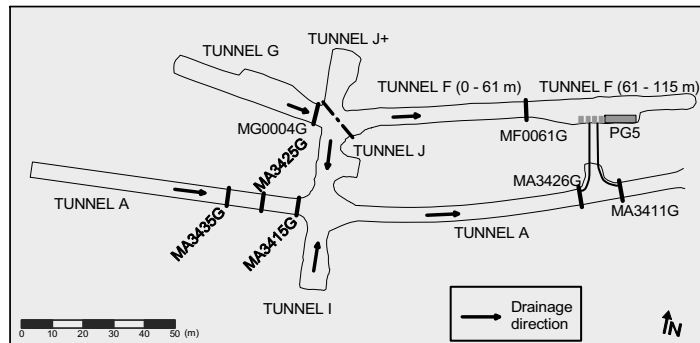 TUNNEL J+
TUNNEL G
TUNNEL F (0 - 61 m)
TUNNEL F (61 - 115 m)
MG0004G
MF0061G
PG5
TUNNEL J
MA3425G
MA3426G
TUNNEL A
MA3435G
MA3415G
MA3411G
TUNNEL A
TUNNEL I
Drainage
direction
0 10 20 30 40 50 (m)
N